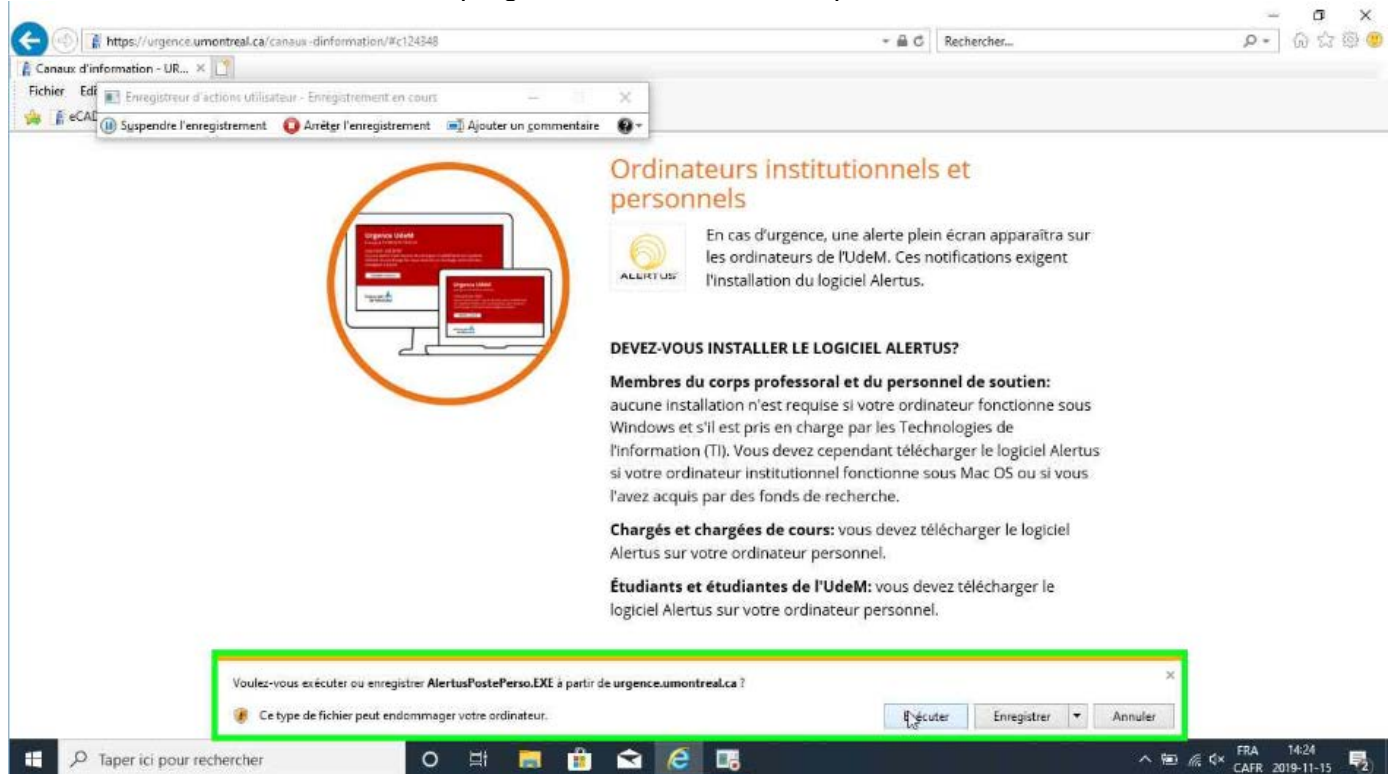 https://urgence.umontreal.ca/canaux-dinformation/#c124348
Rechercher...
Canaux d'information - UR...
Fichier Edi
Enregistreur d'actions utilisateur - Enregistrement en cours
eCAD
Suspendre l'enregistrement Arrêter l'enregistrement Ajouter un commentaire
Ordinateurs institutionnels et
personnels
ALERTUS
En cas d'urgence, une alerte plein écran apparaîtra sur
les ordinateurs de l'UdeM. Ces notifications exigent
l'installation du logiciel Alertus.
Urgence UdeM
Urgence UdeM
DEVEZ-VOUS INSTALLER LE LOGICIEL ALERTUS?
Membres du corps professoral et du personnel de soutien:
aucune installation n'est requise si votre ordinateur fonctionne sous
Windows et s'il est pris en charge par les Technologies de
l'information (TI). Vous devez cependant télécharger le logiciel Alertus
si votre ordinateur institutionnel fonctionne sous Mac OS ou si vous
l'avez acquis par des fonds de recherche.
Chargés et chargées de cours: vous devez télécharger le logiciel
Alertus sur votre ordinateur personnel.
Étudiants et étudiantes de l'UdeM: vous devez télécharger le
logiciel Alertus sur votre ordinateur personnel.
Voulez-vous exécuter ou enregistrer AlertusPostePerso.EXE à partir de urgence.umontreal.ca ?
Ce type de fichier peut endommager votre ordinateur.
Exécuter Enregistrer Annuler
Taper ici pour rechercher
FRA 14:24
CAFR 2019-11-15
2